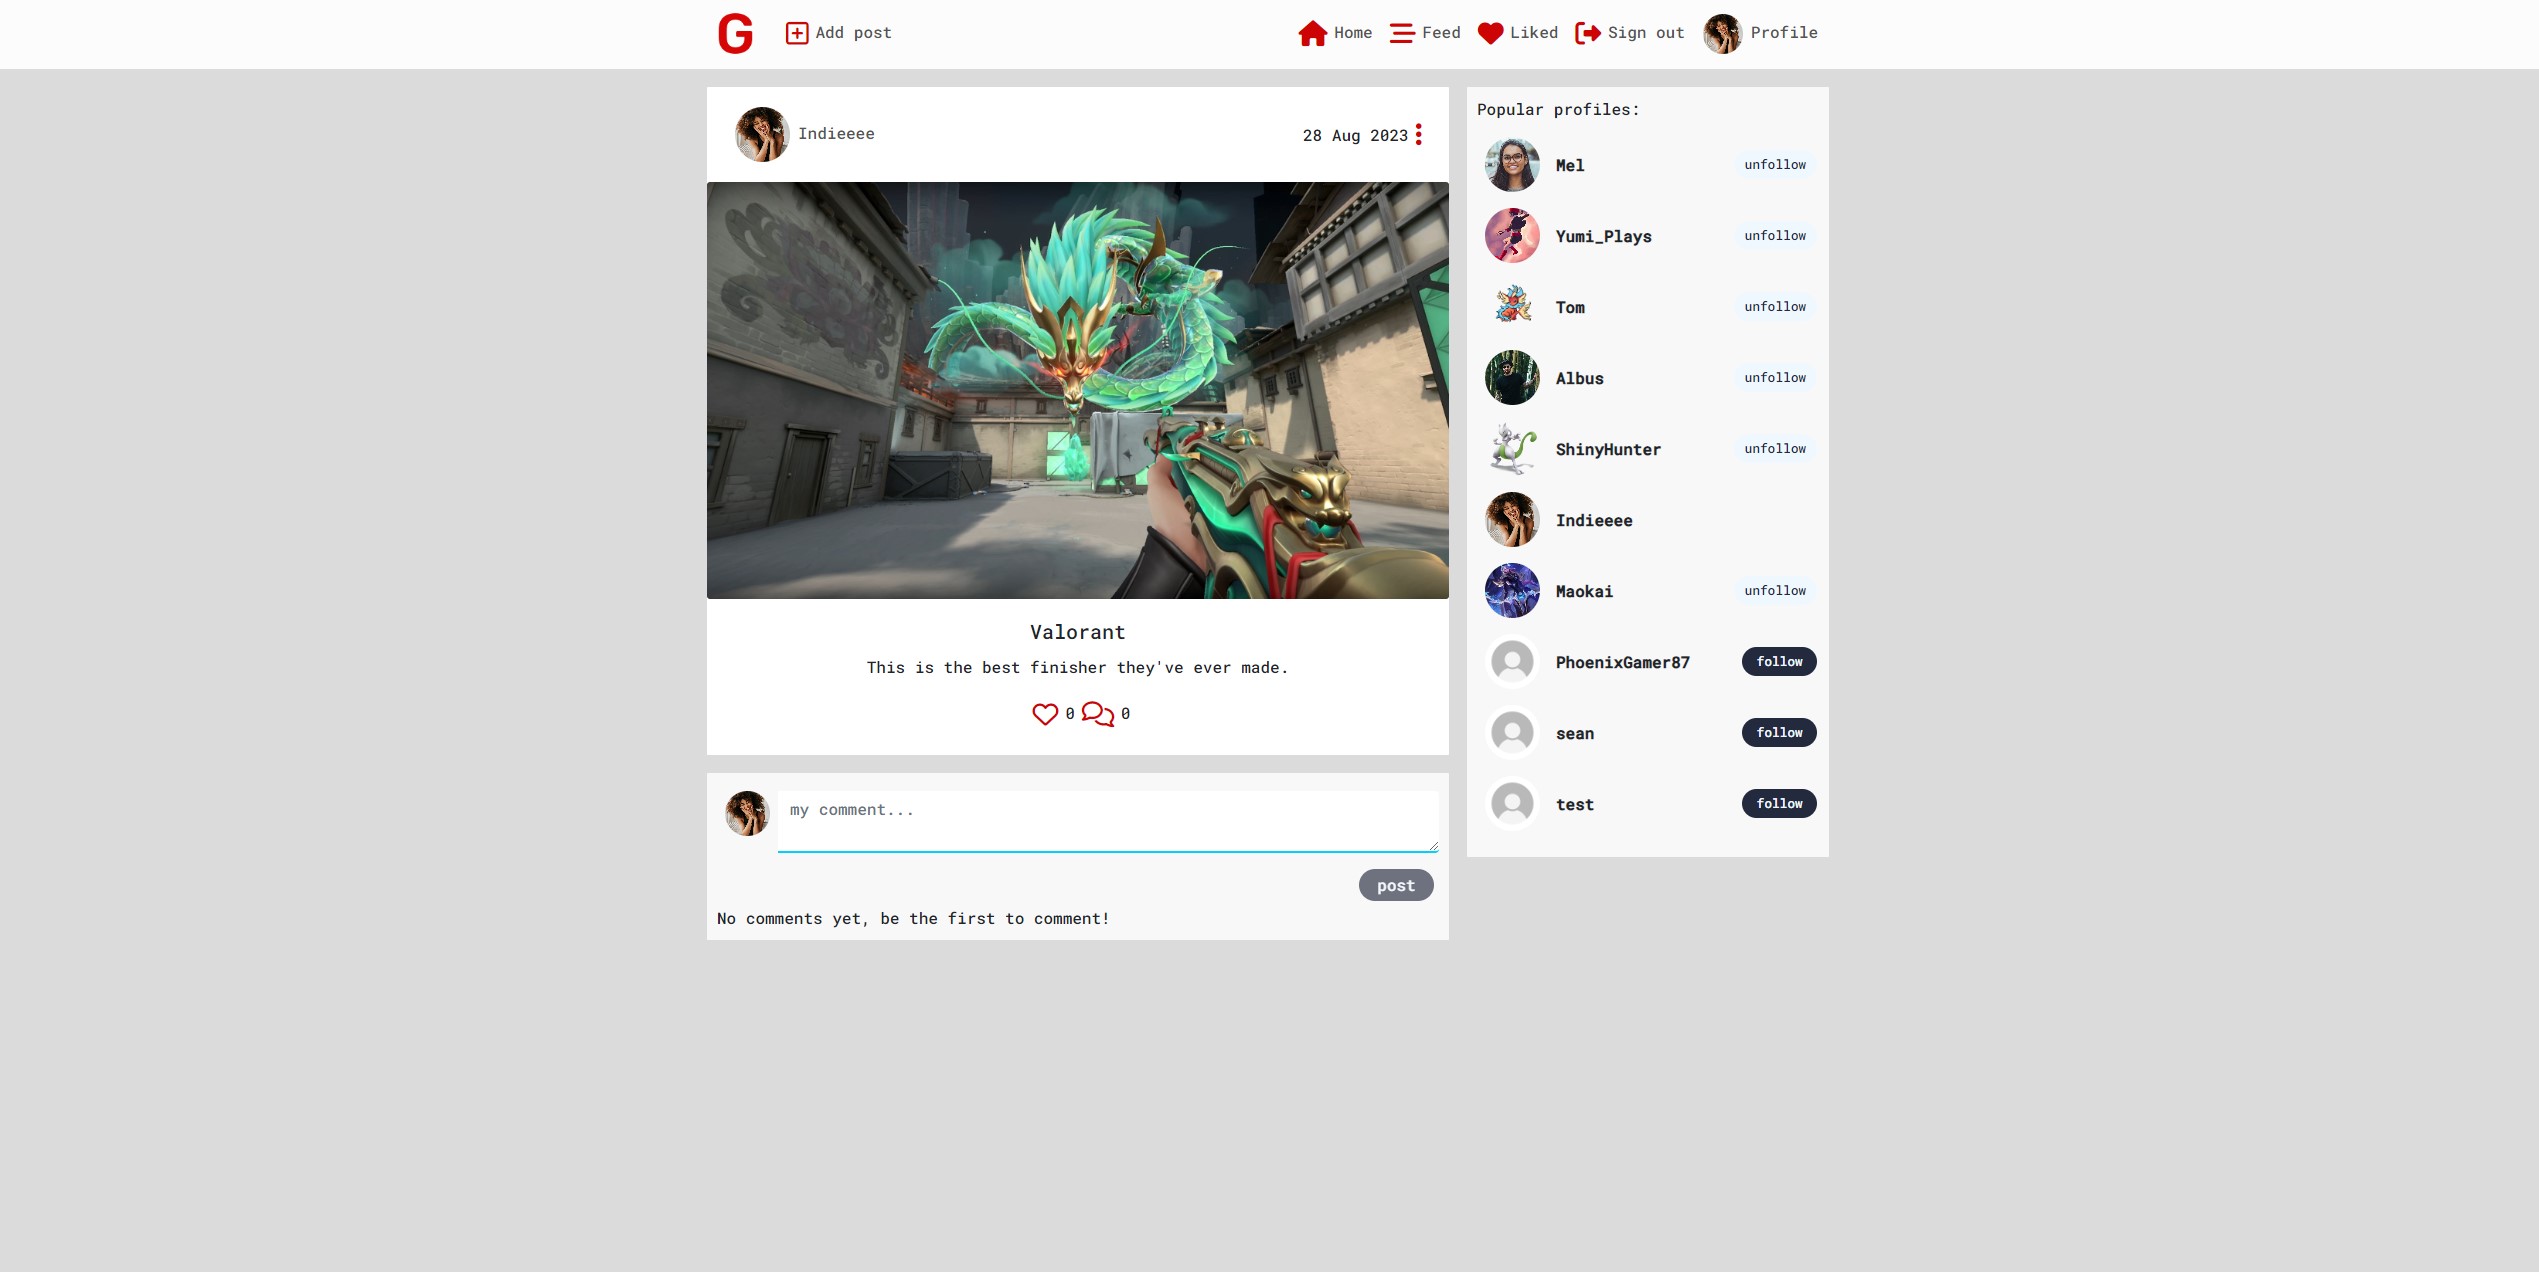 G
Add post
Home
Feed
Liked
Sign out
Profile
Indieeee
28 Aug 2023
Valorant
This is the best finisher they've ever made.
0
0
my comment...
post
No comments yet, be the first to comment!
Popular profiles:
Mel
unfollow
Yumi_Plays
unfollow
Tom
unfollow
Albus
unfollow
ShinyHunter
unfollow
Indieeee
Maokai
unfollow
PhoenixGamer87
follow
sean
follow
test
follow